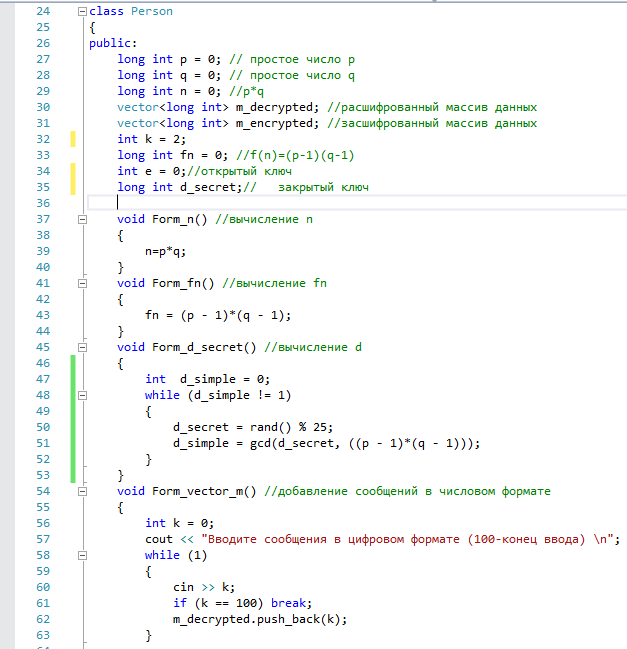 24 class Person
25 {
26 public:
27 long int p = 0; // простое число p
28 long int q = 0; // простое число q
29 long int n = 0; //p*q
30 vector<long int> m_decrypted; //расшифрованный массив данных
31 vector<long int> m_encrypted; //засшифрованный массив данных
32 int k = 2;
33 long int fn = 0; //f(n)=(p-1)(q-1)
34 int e = 0;//открытый ключ
35 long int d_secret;// закрытый ключ
36
37 void Form_n() //вычисление n
38 {
39 n=p*q;
40 }
41 void Form_fn() //вычисление fn
42 {
43 fn = (p - 1)*(q - 1);
44 }
45 void Form_d_secret() //вычисление d
46 {
47 int d_simple = 0;
48 while (d_simple != 1)
49 {
50 d_secret = rand() % 25;
51 d_simple = gcd(d_secret, ((p - 1)*(q - 1)));
52 }
53 }
54 void Form_vector_m() //добавление сообщений в числовом формате
55 {
56 int k = 0;
57 cout << "Вводите сообщения в цифровом формате (100-конец ввода) \n";
58 while (1)
59 {
60 cin >> k;
61 if (k == 100) break;
62 m_decrypted.push_back(k);
63 }